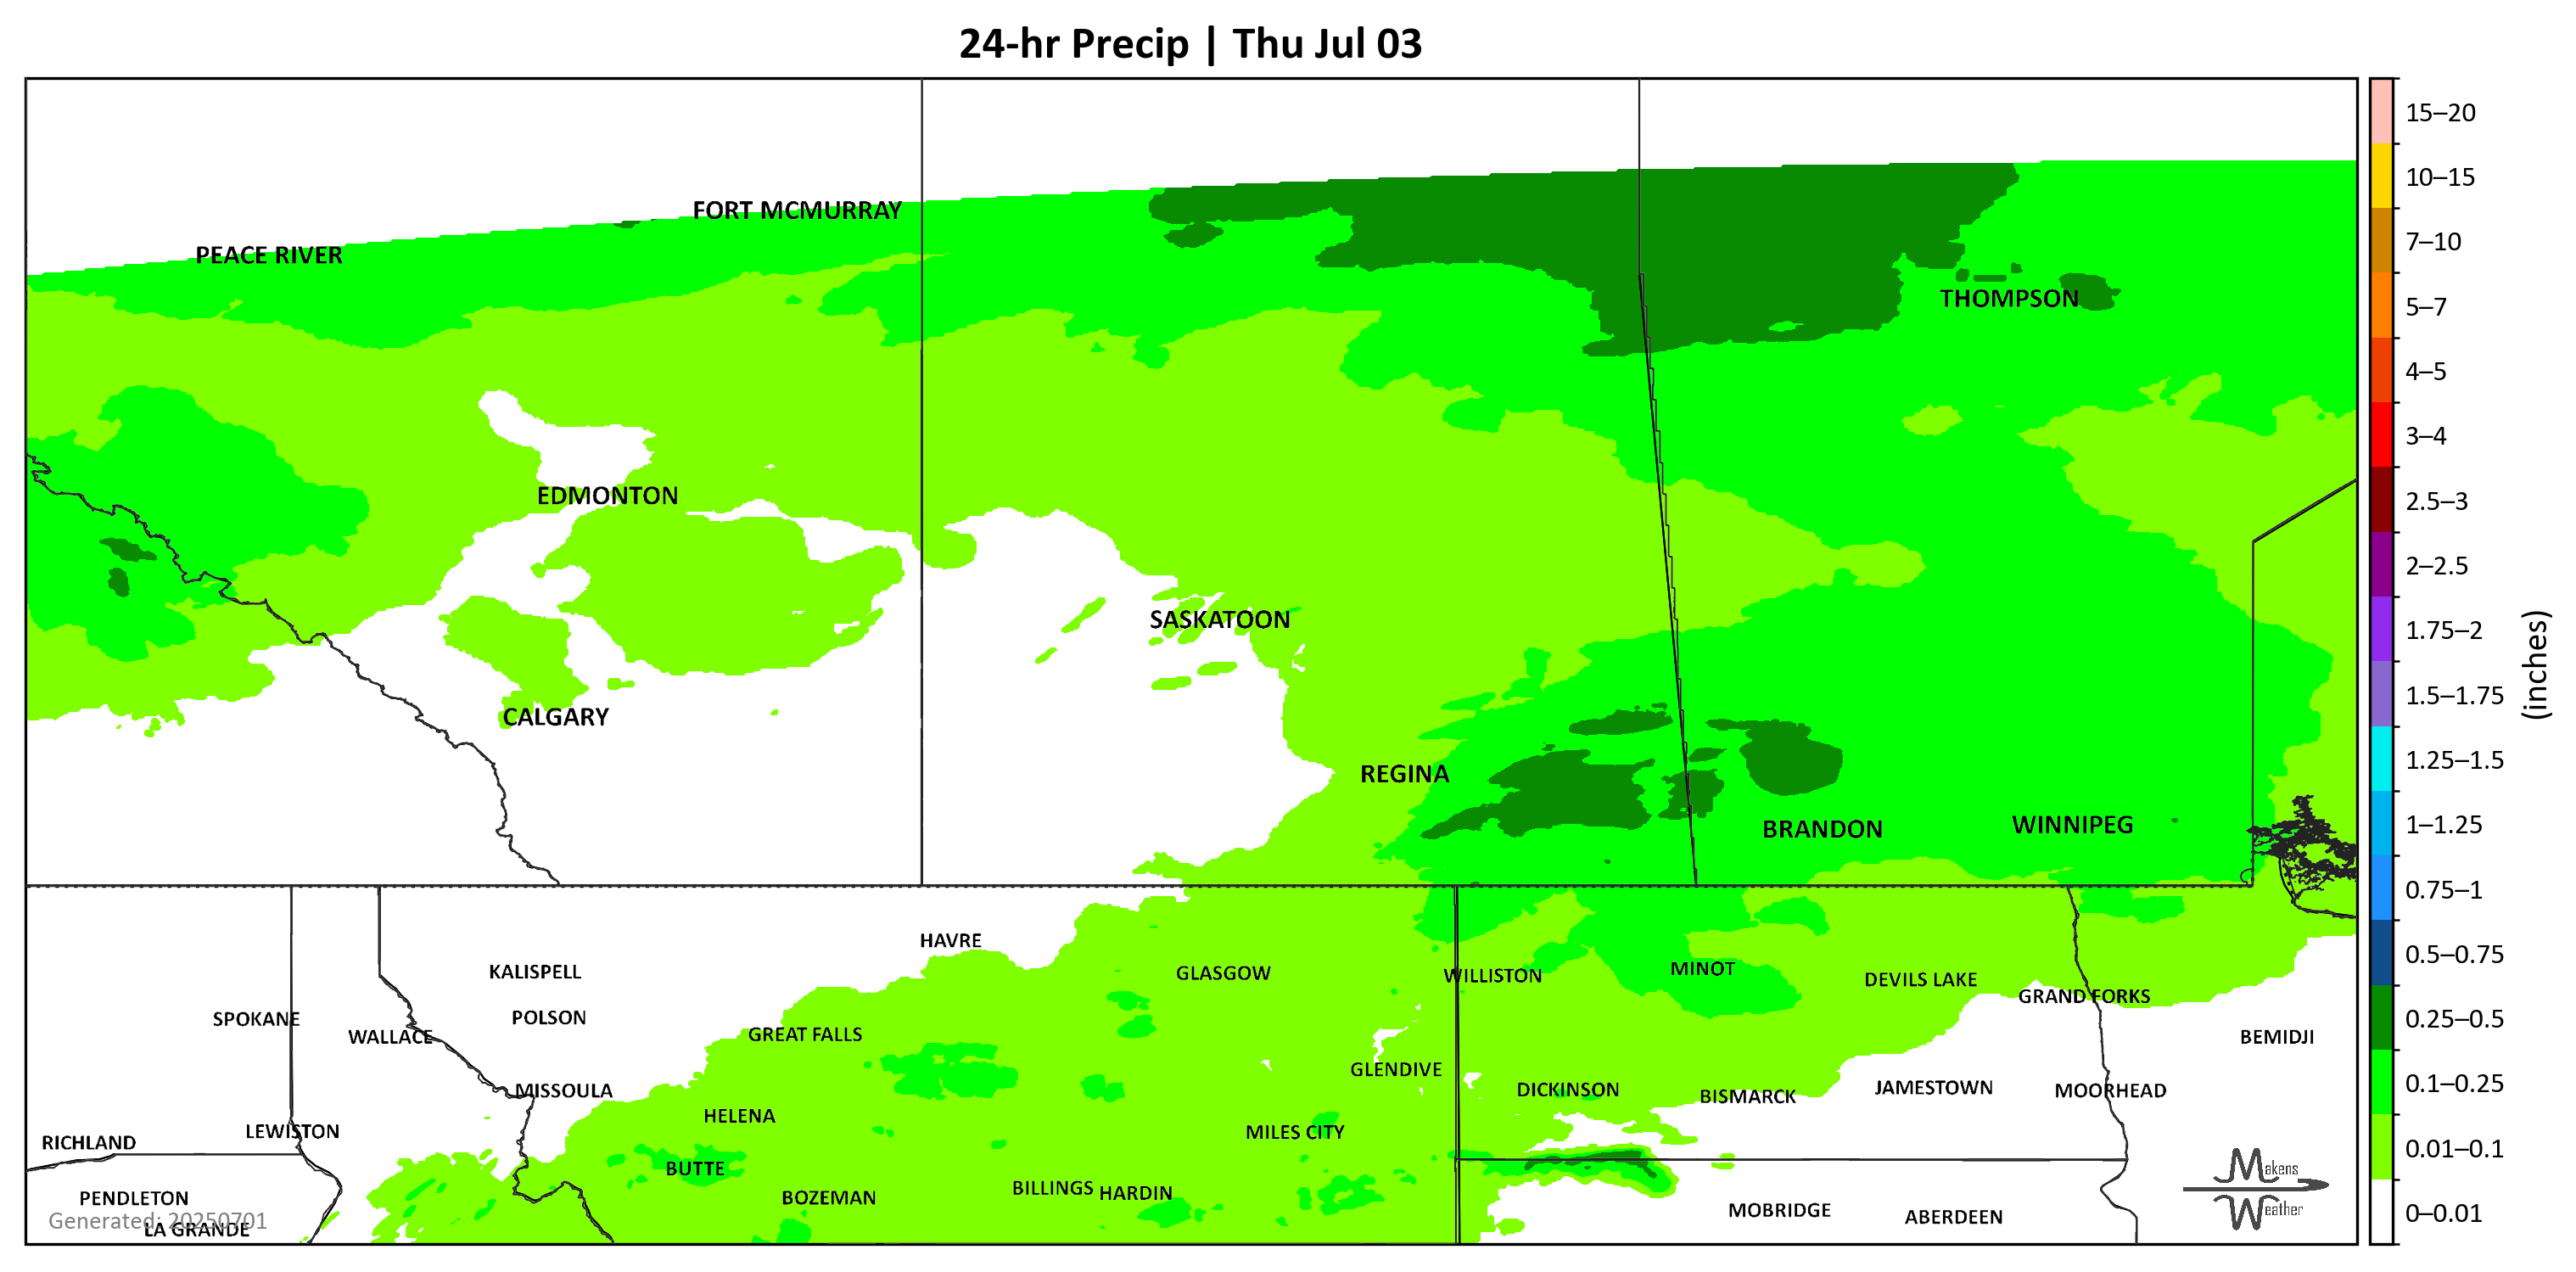 24-hr Precip | Thu Jul 03
15–20
10–15
7–10
5–7
4–5
3–4
2.5–3
2–2.5
1.75–2
1.5–1.75
1.25–1.5
1–1.25
0.75–1
0.5–0.75
0.25–0.5
0.1–0.25
0.01–0.1
0–0.01
(inches)
FORT MCMURRAY
PEACE RIVER
THOMPSON
EDMONTON
SASKATOON
CALGARY
REGINA
WINNIPEG
BRANDON
HAVRE
KALISPELL
GLASGOW
WILLISTON
MINOT
DEVILS LAKE
GRAND FORKS
SPOKANE
POLSON
WALLACE
GREAT FALLS
BEMIDJI
GLENDIVE
MISSOULA
DICKINSON
BISMARCK
JAMESTOWN
MOORHEAD
HELENA
LEWISTON
RICHLAND
MILES CITY
BUTTE
BILLINGS
HARDIN
PENDLETON
BOZEMAN
MOBRIDGE
ABERDEEN
Generated: 20250701
LA GRANDE
Makens
Weather